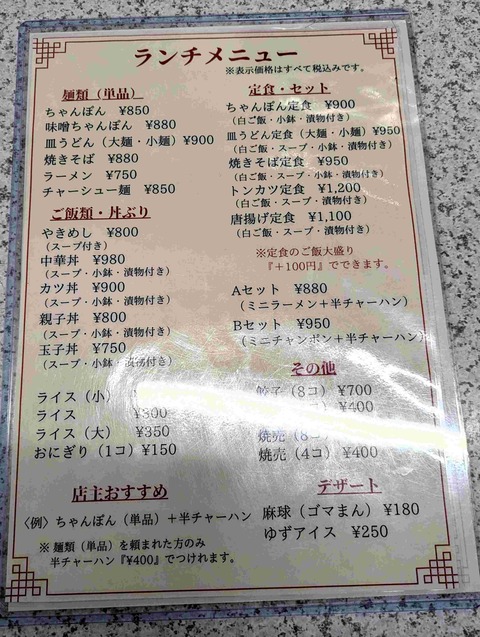 ランチメニュー
※表示価格はすべて税込みです。
麺類（単品）
ちゃんぽん ¥850
味噌ちゃんぽん ¥880
皿うどん（大麺・小麺）¥900
焼きそば ¥880
ラーメン ¥750
チャーシュー麺 ¥850
ご飯類・丼ぶり
やきめし ¥800
（スープ付き）
中華丼 ¥980
（スープ・小鉢・漬物付き）
カツ丼 ¥900
（スープ・小鉢・漬物付き）
親子丼 ¥800
（スープ・小鉢・漬物付き）
玉子丼 ¥750
（スープ・小鉢・漬物付き）
ライス（小）
ライス ¥300
ライス（大） ¥350
おにぎり（1コ）¥150
店主おすすめ
〈例〉ちゃんぽん（単品）＋半チャーハン
※ 麺類（単品）を頼まれた方のみ
半チャーハン『¥400』でつけれます。
定食・セット
ちゃんぽん定食 ¥900
（白ご飯・小鉢・漬物付き）
皿うどん定食（大麺・小麺）¥950
（白ご飯・スープ・小鉢・漬物付き）
焼きそば定食 ¥950
（白ご飯・スープ・小鉢・漬物付き）
トンカツ定食 ¥1,200
（白ご飯・スープ・小鉢・漬物付き）
唐揚げ定食 ¥1,100
（白ご飯・スープ・小鉢・漬物付き）
※定食のご飯大盛り
『＋100円』でできます。
Aセット ¥880
（ミニラーメン＋半チャーハン）
Bセット ¥950
（ミニチャンポン＋半チャーハン）
その他
餃子（8コ）¥700
コ）¥400
焼売（8コ）
焼売（4コ）¥400
デザート
麻球（ゴマまん）¥180
ゆずアイス ¥250